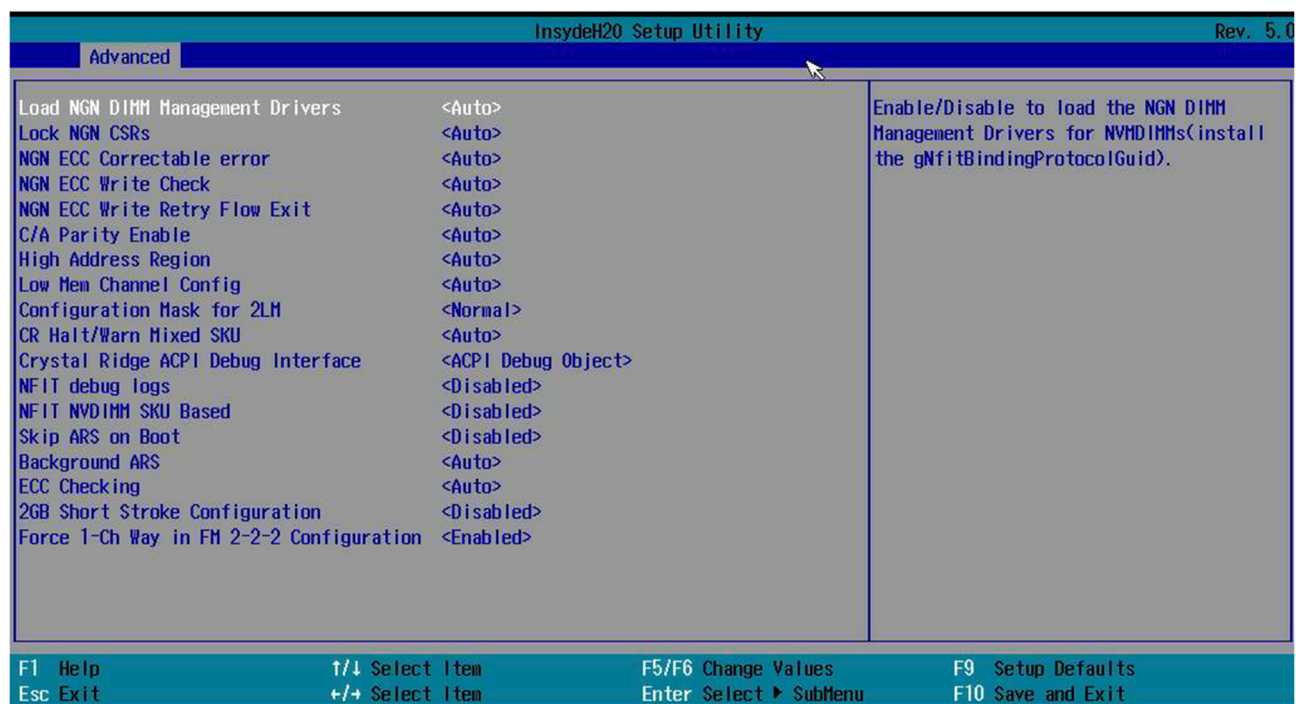 InsydeH20 Setup Utility Rev. 5.0
Advanced
Load NGN DIMM Management Drivers <Auto>
Lock NGN CSRs <Auto>
NGN ECC Correctable error <Auto>
NGN ECC Write Check <Auto>
NGN ECC Write Retry Flow Exit <Auto>
C/A Parity Enable <Auto>
High Address Region <Auto>
Low Mem Channel Config <Auto>
Configuration Mask for 2LM <Normal>
CR Halt/Warn Mixed SKU <Auto>
Crystal Ridge ACPI Debug Interface <ACPI Debug Object>
NFIT debug logs <Disabled>
NFIT NVDIMM SKU Based <Disabled>
Skip ARS on Boot <Disabled>
Background ARS <Auto>
ECC Checking <Auto>
2GB Short Stroke Configuration <Disabled>
Force 1-Ch Way in FM 2-2-2 Configuration <Enabled>
Enable/Disable to load the NGN DIMM
Management Drivers for NVMDIMMs(install
the gNfitBindingProtocolGuid).
F1 Help ↑/↓ Select Item F5/F6 Change Values F9 Setup Defaults
Esc Exit ←/→ Select Item Enter Select ▶ SubMenu F10 Save and Exit